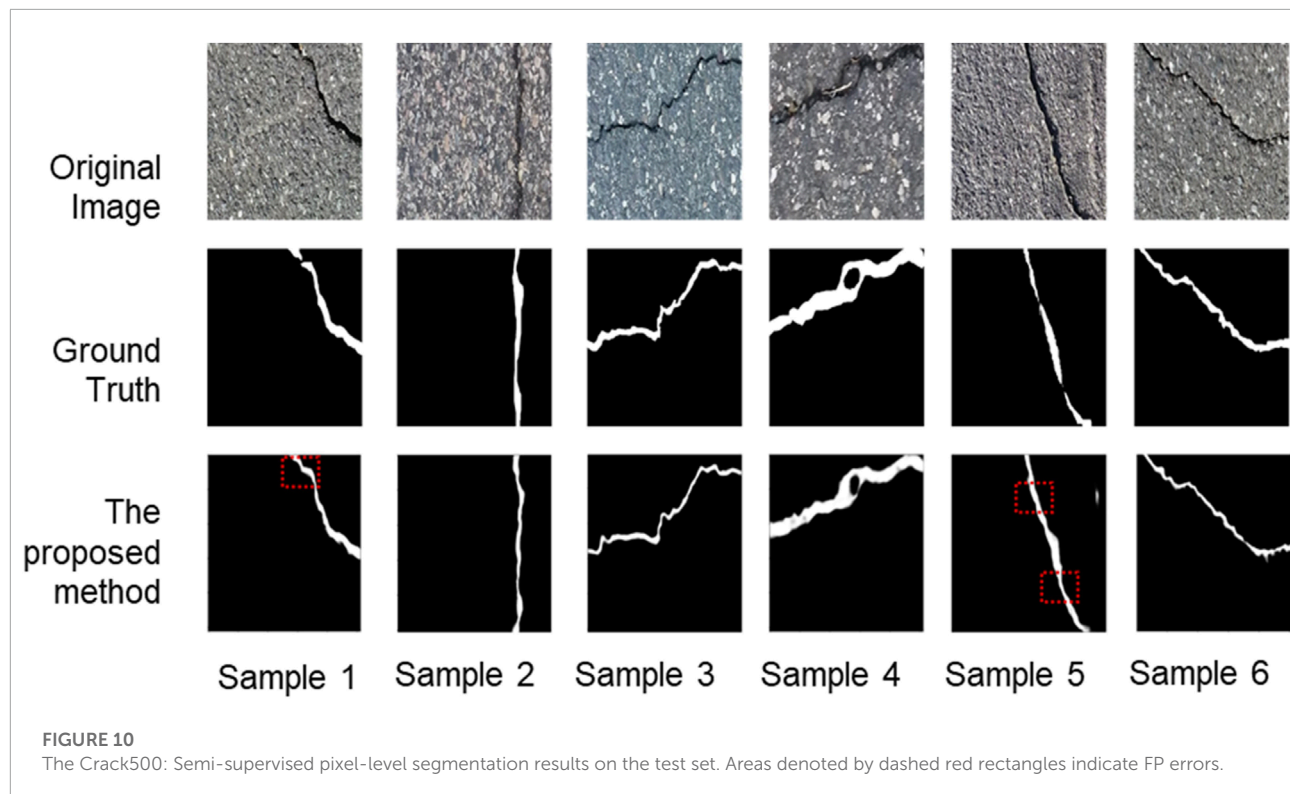 Original
Image
Ground
Truth
The
proposed
method
Sample 1
Sample 2
Sample 3
Sample 4
Sample 5
Sample 6
FIGURE 10
The Crack500: Semi-supervised pixel-level segmentation results on the test set. Areas denoted by dashed red rectangles indicate FP errors.